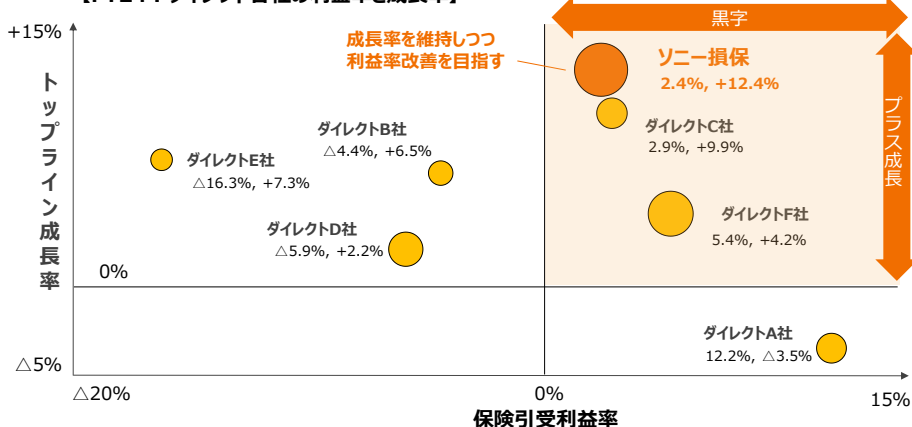 黒字
+15%
成長率を維持しつつ
利益率改善を目指す
ソニー損保
2.4%, +12.4%
プラス成長
トップライン成長率
ダイレクトC社
2.9%, +9.9%
ダイレクトB社
△4.4%, +6.5%
ダイレクトE社
△16.3%, +7.3%
ダイレクトF社
5.4%, +4.2%
ダイレクトD社
△5.9%, +2.2%
0%
ダイレクトA社
12.2%, △3.5%
△5%
△20%
0%
15%
保険引受利益率